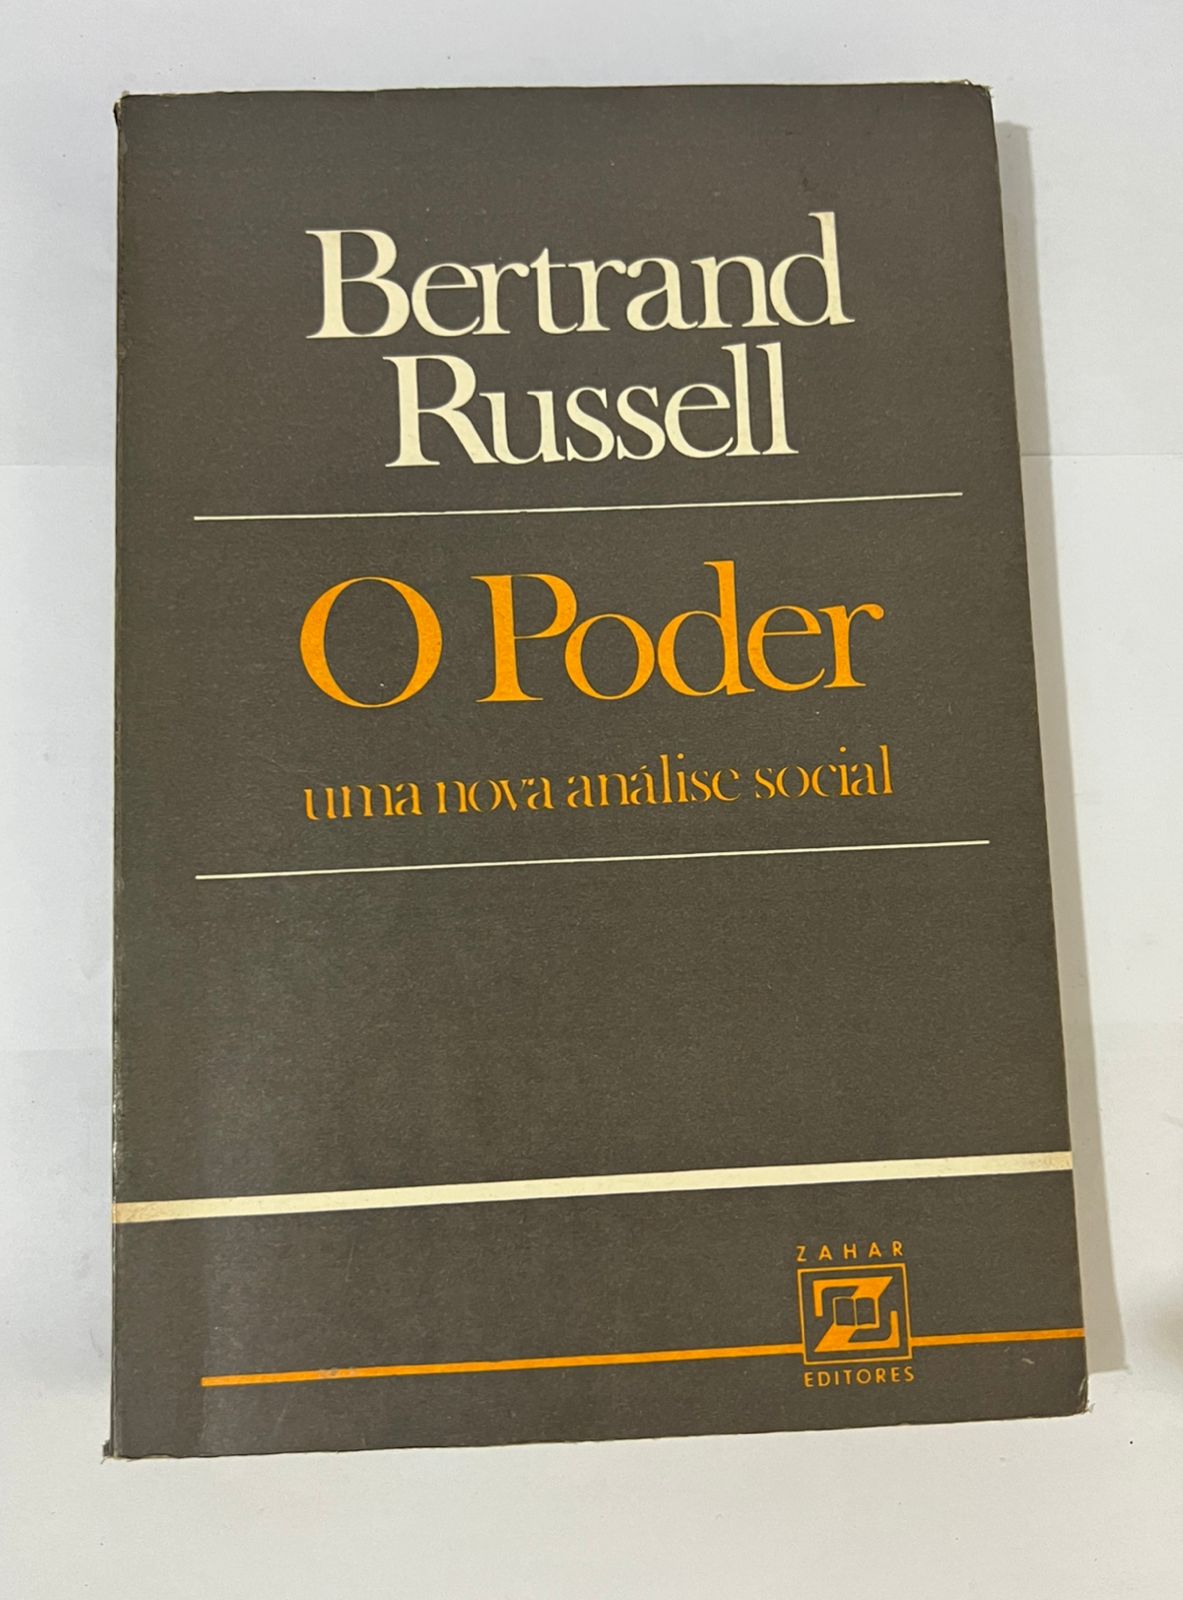 Bertrand
Russell
O Poder
uma nova análise social
ZAHAR
EDITORES